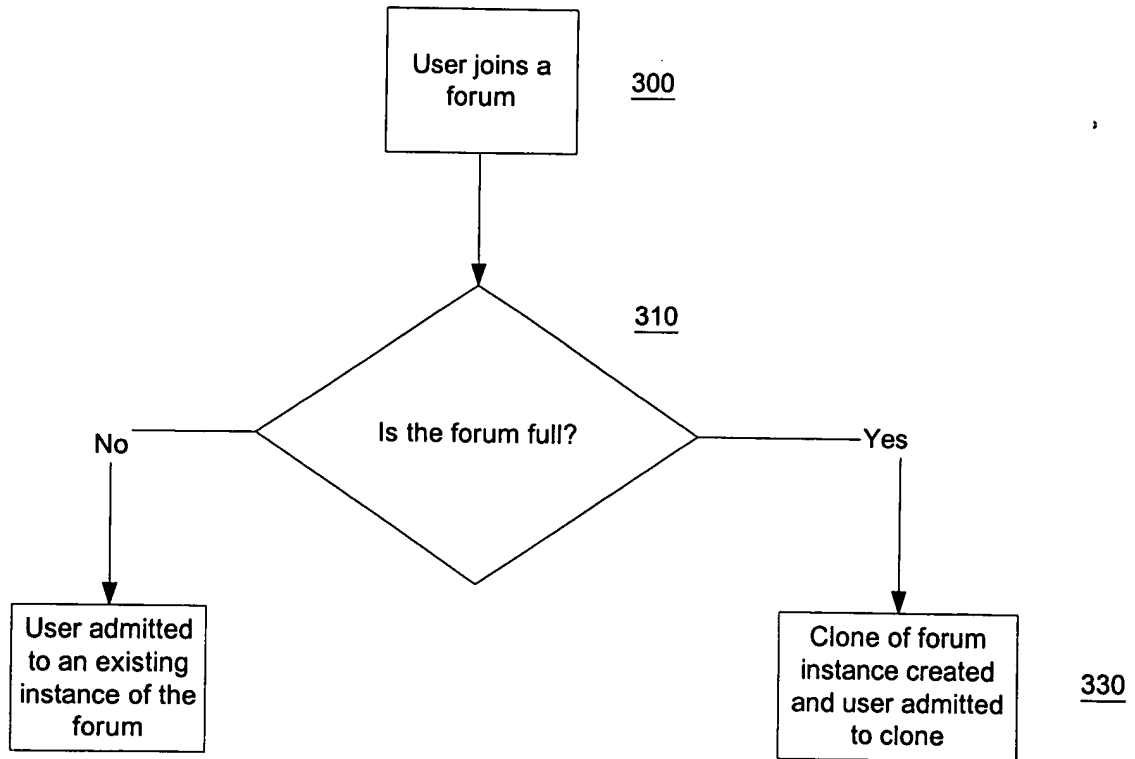 User joins a
forum
300
310
Is the forum full?
No
Yes
User admitted
to an existing
instance of the
forum
Clone of forum
instance created
and user admitted
to clone
330